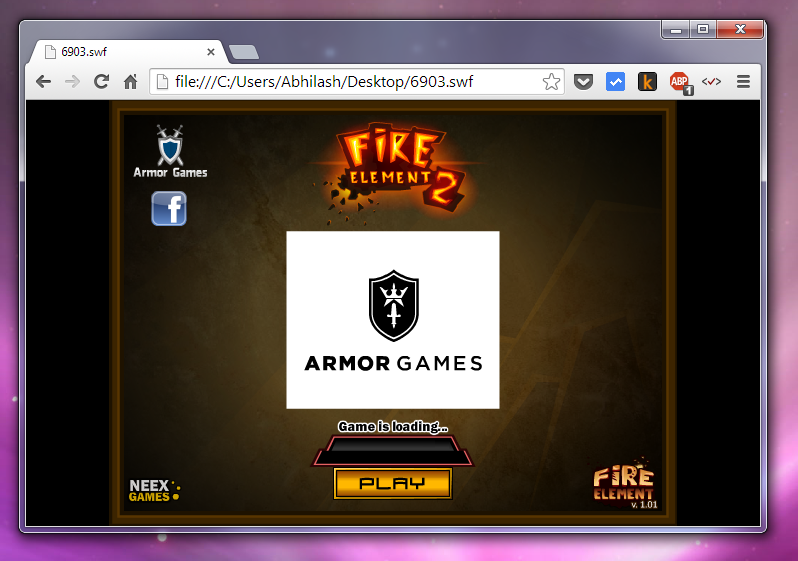 6903.swf
file:///C:/Users/Abhilash/Desktop/6903.swf
k
ABP
1
Armor Games
f
FiRE
ELEMENT 2
ARMOR GAMES
Game is loading...
PLAY
NEEX
GAMES
FiRE
ELEMENT
v. 1.01